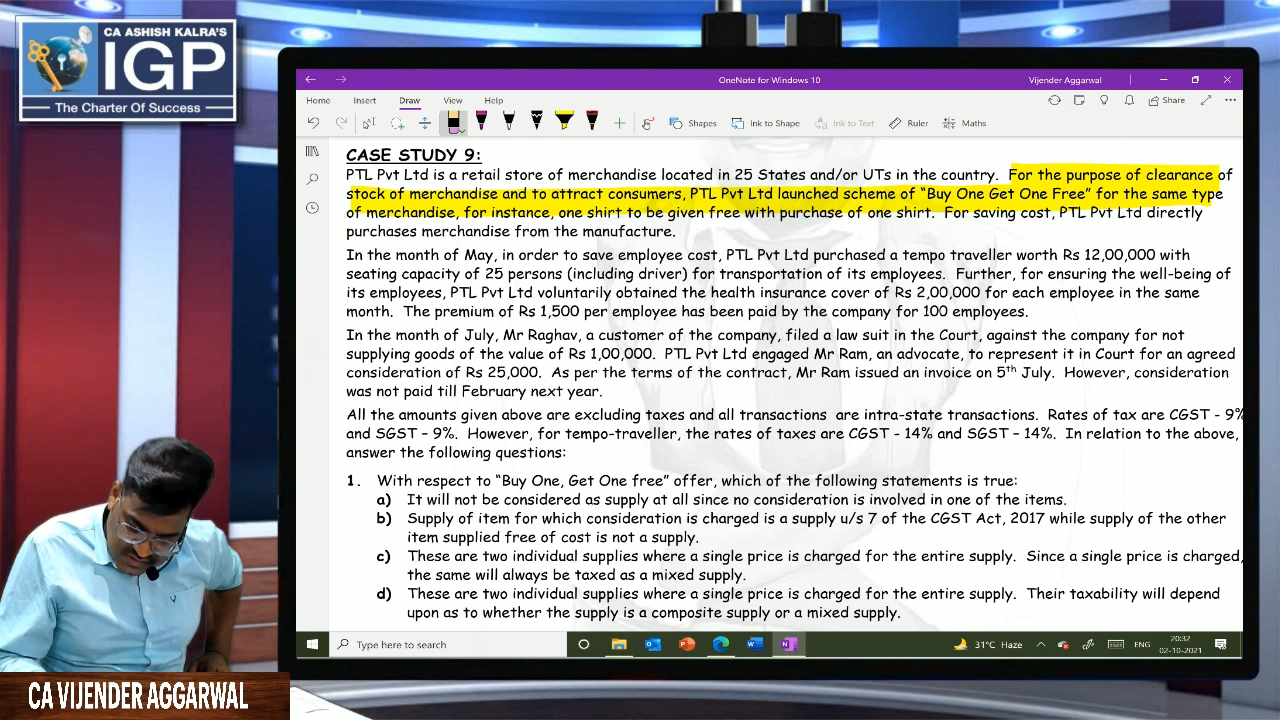 CA ASHISH KALRA'S
IGP
The Charter Of Success
OneNote for Windows 10
Vijender Aggarwal
Home Insert Draw View Help
Share
Shapes Ink to Shape Ink to Text Ruler Maths
CASE STUDY 9:
PTL Pvt Ltd is a retail store of merchandise located in 25 States and/or UTs in the country. For the purpose of clearance of
stock of merchandise and to attract consumers, PTL Pvt Ltd launched scheme of “Buy One Get One Free” for the same type
of merchandise, for instance, one shirt to be given free with purchase of one shirt. For saving cost, PTL Pvt Ltd directly
purchases merchandise from the manufacture.
In the month of May, in order to save employee cost, PTL Pvt Ltd purchased a tempo traveller worth Rs 12,00,000 with
seating capacity of 25 persons (including driver) for transportation of its employees. Further, for ensuring the well-being of
its employees, PTL Pvt Ltd voluntarily obtained the health insurance cover of Rs 2,00,000 for each employee in the same
month. The premium of Rs 1,500 per employee has been paid by the company for 100 employees.
In the month of July, Mr Raghav, a customer of the company, filed a law suit in the Court, against the company for not
supplying goods of the value of Rs 1,00,000. PTL Pvt Ltd engaged Mr Ram, an advocate, to represent it in Court for an agreed
consideration of Rs 25,000. As per the terms of the contract, Mr Ram issued an invoice on 5th July. However, consideration
was not paid till February next year.
All the amounts given above are excluding taxes and all transactions are intra-state transactions. Rates of tax are CGST - 9%
and SGST – 9%. However, for tempo-traveller, the rates of taxes are CGST - 14% and SGST – 14%. In relation to the above,
answer the following questions:
1. With respect to “Buy One, Get One free” offer, which of the following statements is true:
a) It will not be considered as supply at all since no consideration is involved in one of the items.
b) Supply of item for which consideration is charged is a supply u/s 7 of the CGST Act, 2017 while supply of the other
item supplied free of cost is not a supply.
c) These are two individual supplies where a single price is charged for the entire supply. Since a single price is charged,
the same will always be taxed as a mixed supply.
d) These are two individual supplies where a single price is charged for the entire supply. Their taxability will depend
upon as to whether the supply is a composite supply or a mixed supply.
Type here to search
31°C Haze
ENG
20:32
02-10-2021
CA VIJENDER AGGARWAL